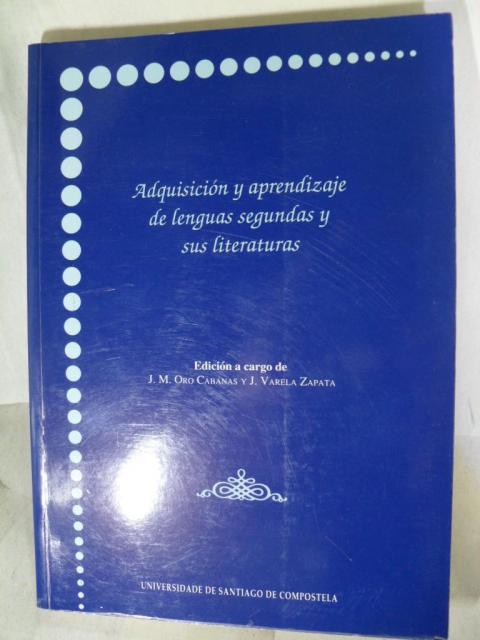 Adquisición y aprendizaje
de lenguas segundas y
sus literaturas
Edición a cargo de
J. M. ORO CABANAS Y J. VARELA ZAPATA
UNIVERSIDADE DE SANTIAGO DE COMPOSTELA